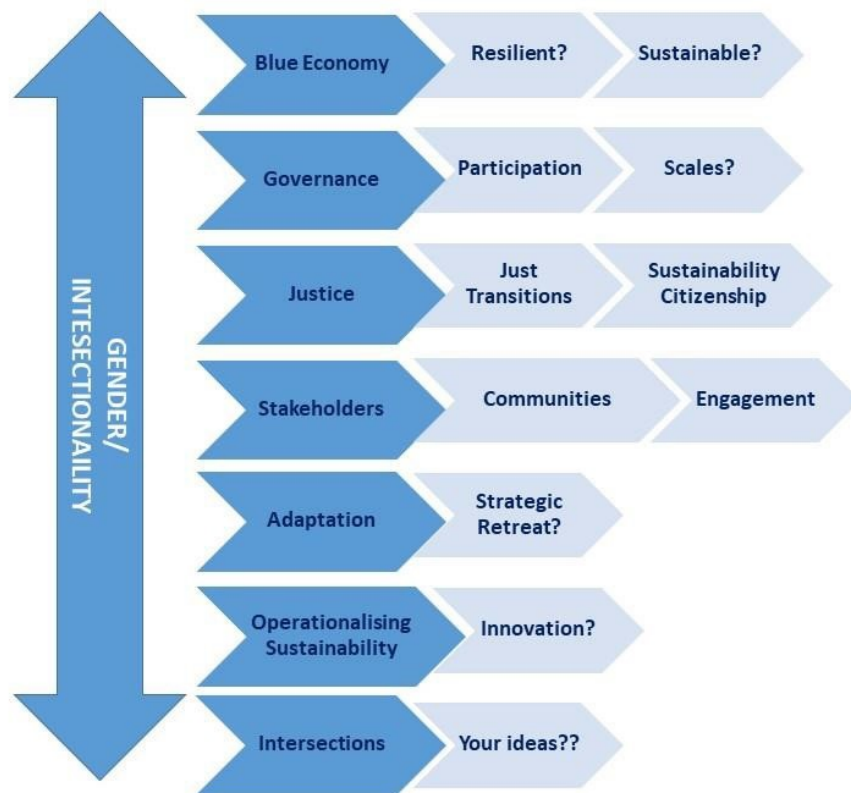 GENDER/
INTESECTIONAILITY
Blue Economy
Resilient?
Sustainable?
Governance
Participation
Scales?
Justice
Just
Transitions
Sustainability
Citizenship
Stakeholders
Communities
Engagement
Adaptation
Strategic
Retreat?
Operationalising
Sustainability
Innovation?
Intersections
Your ideas??